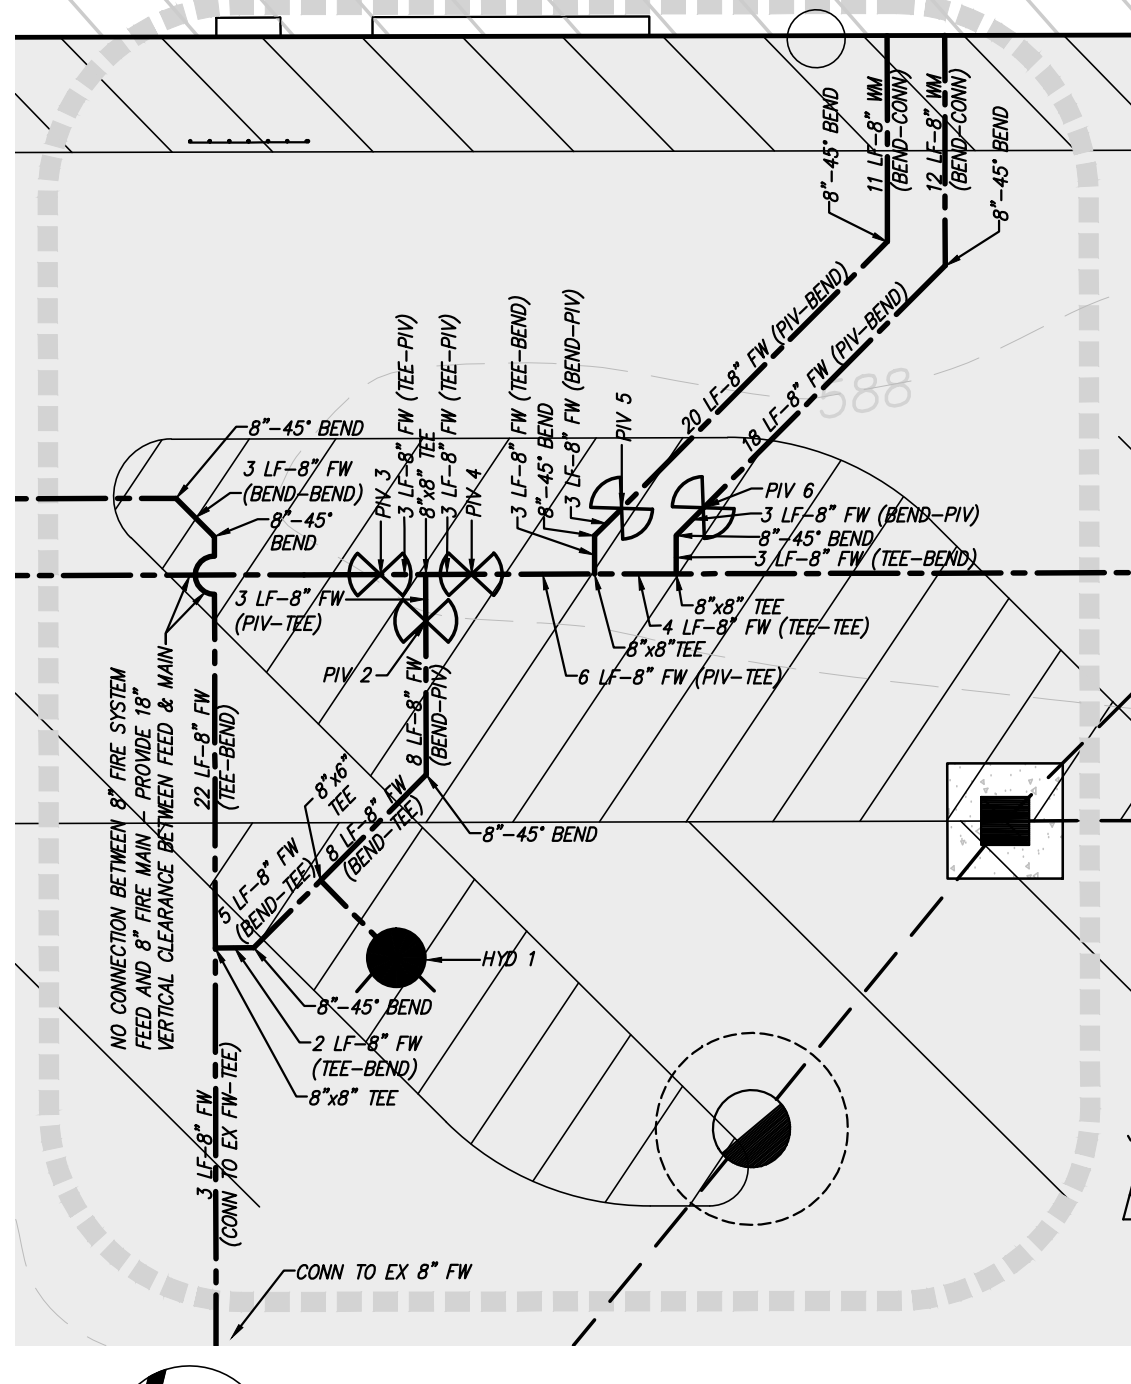 8"-45° BEND
11 LF-8" WM
(BEND-CONN)
12 LF-8" WM
(BEND-CONN)
8"-45° BEND
20 LF-8" FW (PIV-BEND)
18 LF-8" FW (PIV-BEND)
588
8"-45° BEND
3 LF-8" FW
(BEND-BEND)
8"-45°
BEND
PIV 3
3 LF-8" FW (TEE-PIV)
8"x8" TEE
3 LF-8" FW (TEE-PIV)
PIV 4
3 LF-8" FW (TEE-BEND)
8"-45° BEND
3 LF-8" FW (BEND-PIV)
PIV 5
PIV 6
3 LF-8" FW (BEND-PIV)
8"-45° BEND
3 LF-8" FW (TEE-BEND)
3 LF-8" FW
(PIV-TEE)
8"x8" TEE
4 LF-8" FW (TEE-TEE)
8"x8"TEE
6 LF-8" FW (PIV-TEE)
PIV 2
8 LF-8" FW
(BEND-PIV)
NO CONNECTION BETWEEN 8" FIRE SYSTEM
FEED AND 8" FIRE MAIN - PROVIDE 18"
VERTICAL CLEARANCE BETWEEN FEED & MAIN
22 LF-8" FW
(TEE-BEND)
8"x6"
TEE
8 LF-8" FW
(BEND-TEE)
8"-45° BEND
5 LF-8" FW
(BEND-TEE)
HYD 1
8"-45° BEND
2 LF-8" FW
(TEE-BEND)
8"x8" TEE
3 LF-8" FW
(CONN TO EX FW-TEE)
CONN TO EX 8" FW